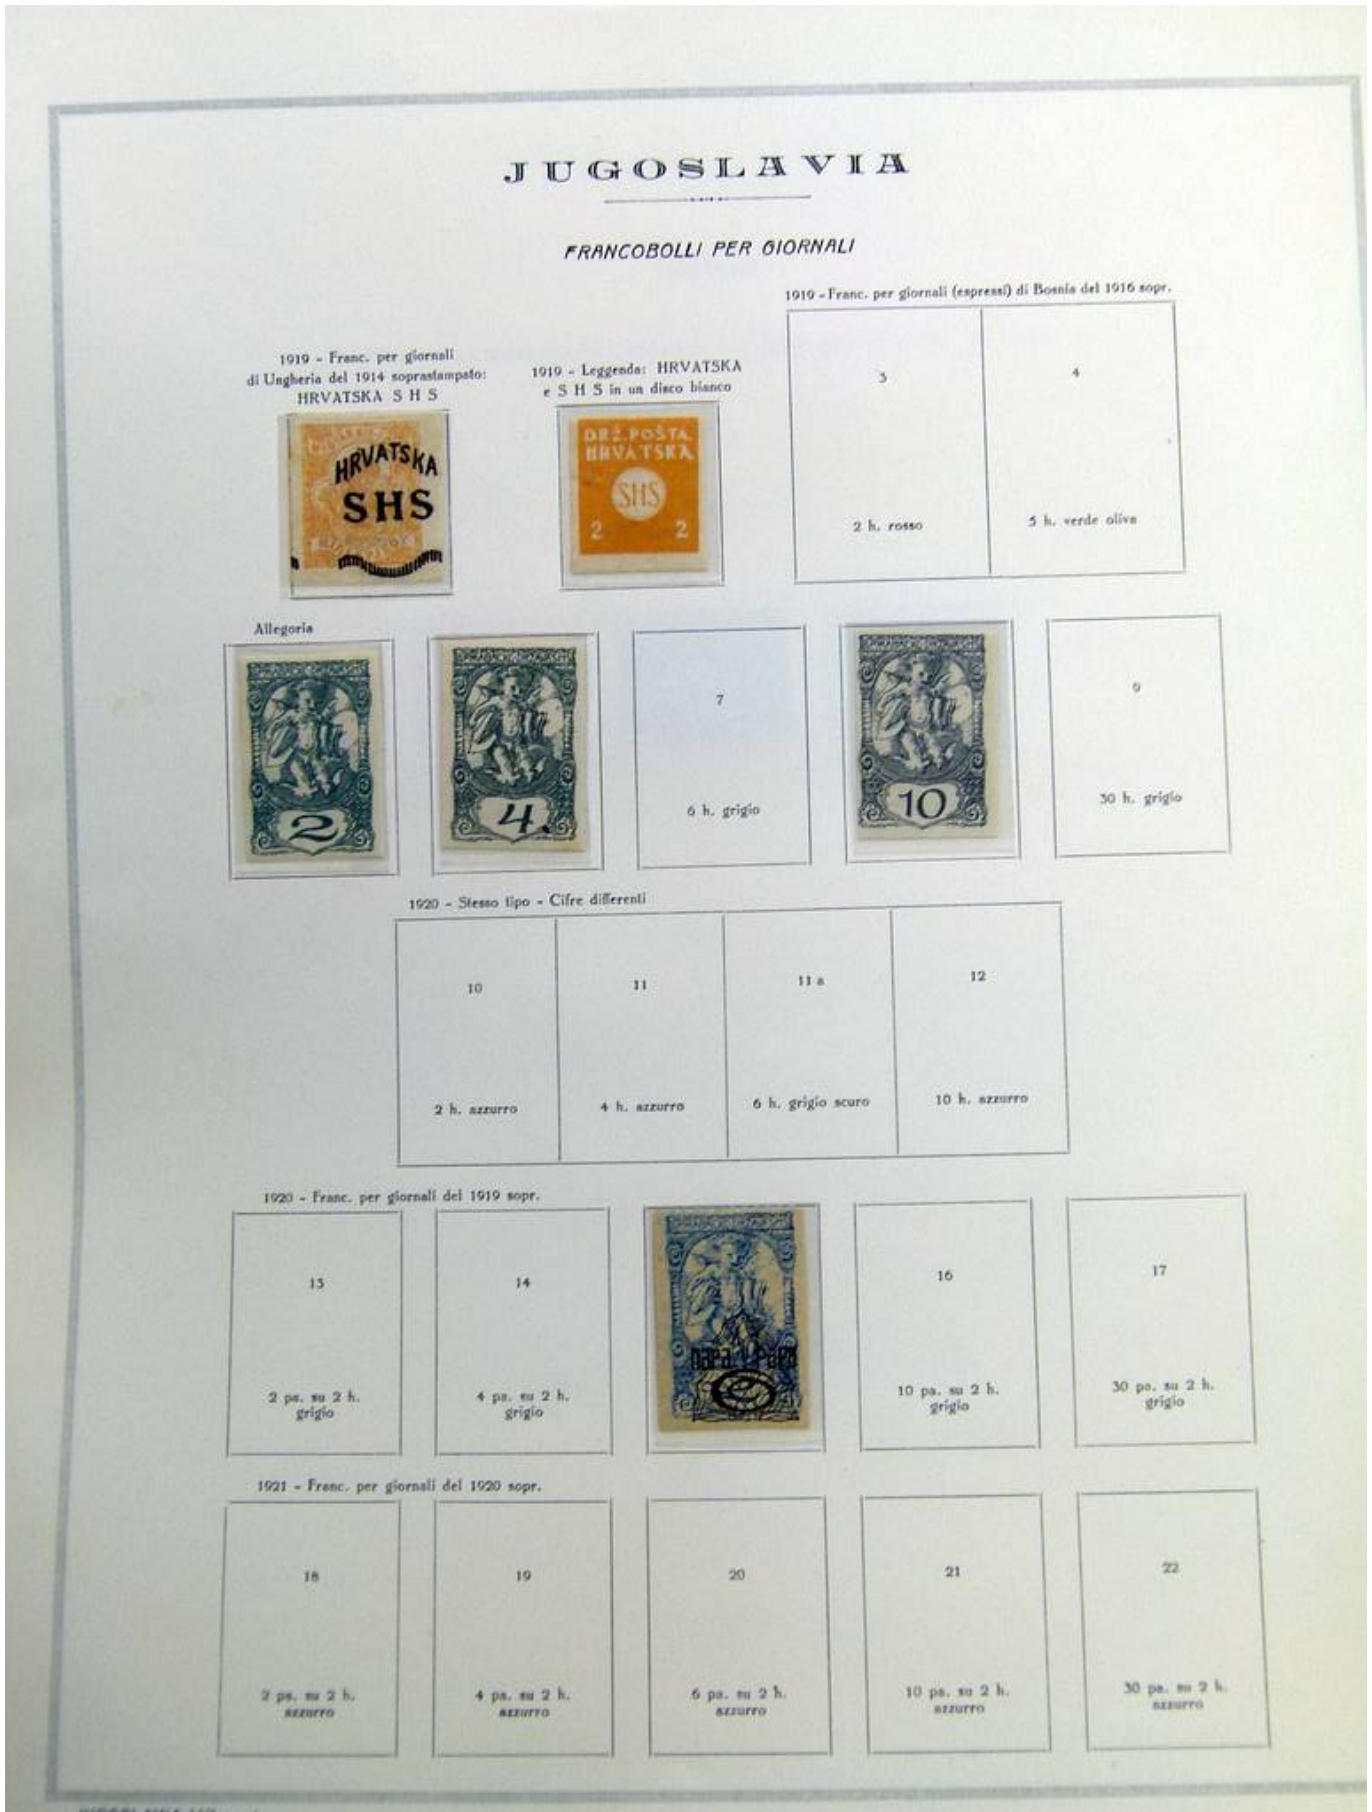 JUGOSLAVIA
FRANCOBOLLI PER GIORNALI
1919 - Franc. per giornali
di Ungheria del 1914 soprastampato:
HRVATSKA S H S
1919 - Leggenda: HRVATSKA
e S H S in un disco bianco
1919 - Franc. per giornali (espressi) di Bosnia del 1916 sopr.
HRVATSKA
SHS
DRŽ. POŠTA
HRVATSKA
SHS
2 2
3
2 h. rosso
4
5 h. verde oliva
Allegoria
2
4
7
6 h. grigio
10
9
30 h. grigio
1920 - Stesso tipo - Cifre differenti
10
2 h. azzurro
11
4 h. azzurro
11 a
6 h. grigio scuro
12
10 h. azzurro
1920 - Franc. per giornali del 1919 sopr.
13
2 pa. su 2 h.
grigio
14
4 pa. su 2 h.
grigio
16
10 pa. su 2 h.
grigio
17
30 pa. su 2 h.
grigio
1921 - Franc. per giornali del 1920 sopr.
18
2 pa. su 2 h.
azzurro
19
4 pa. su 2 h.
azzurro
20
6 pa. su 2 h.
azzurro
21
10 pa. su 2 h.
azzurro
22
30 pa. su 2 h.
azzurro